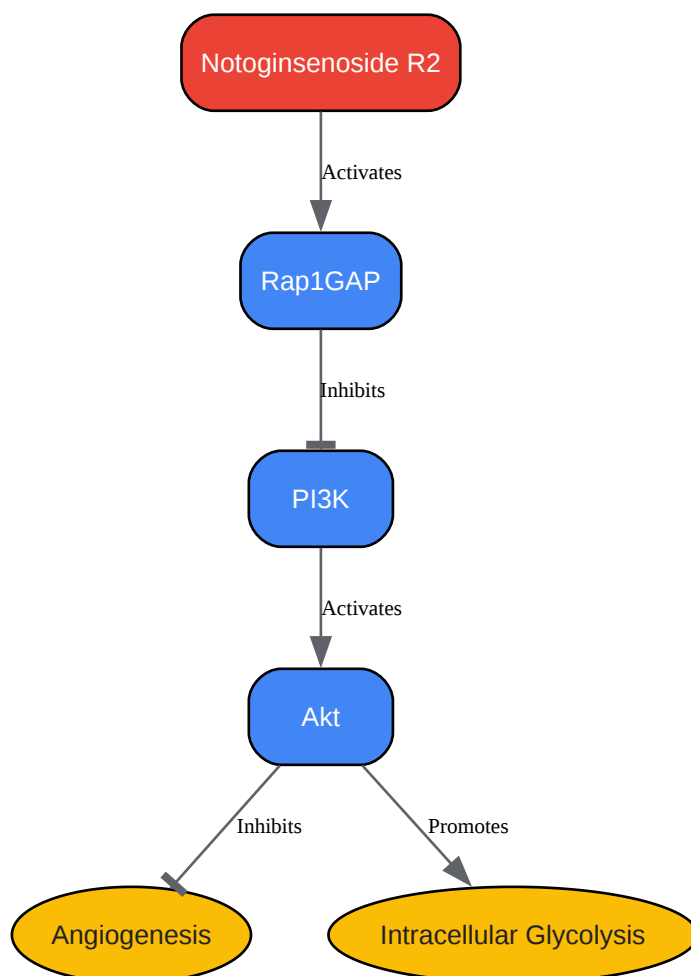 Notoginsenoside R2
Activates
Rap1GAP
Inhibits
PI3K
Activates
Akt
Inhibits
Promotes
Angiogenesis
Intracellular Glycolysis